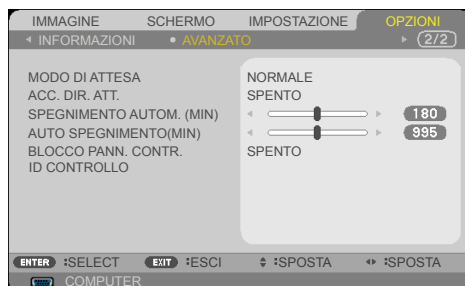 IMMAGINE SCHERMO IMPOSTAZIONE OPZIONI
INFORMAZIONI AVANZATO (2/2)
MODO DI ATTESA NORMALE
ACC. DIR. ATT. SPENTO
SPEGNIMENTO AUTOM. (MIN) 180
AUTO SPEGNIMENTO(MIN) 995
BLOCCO PANN. CONTR. SPENTO
ID CONTROLLO
ENTER :SELECT EXIT :ESCI :SPOSTA :SPOSTA
COMPUTER